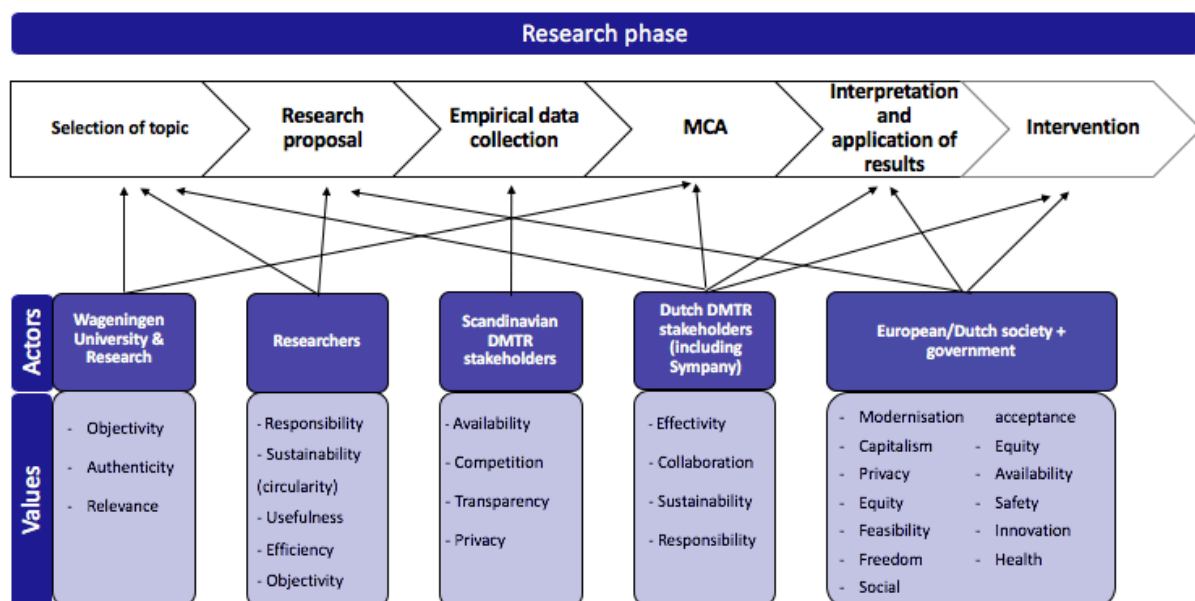 Research phase
Selection of topic
Research
proposal
Empirical data
collection
MCA
Interpretation
and
application of
results
Intervention
Actors
Wageningen
University &
Research
Researchers
Scandinavian
DMTR
stakeholders
Dutch DMTR
stakeholders
(including
Sympany)
European/Dutch society +
government
Values
- Objectivity
- Authenticity
- Relevance
- Responsibility
- Sustainability
(circularity)
- Usefulness
- Efficiency
- Objectivity
- Availability
- Competition
- Transparency
- Privacy
- Effectivity
- Collaboration
- Sustainability
- Responsibility
- Modernisation
- Capitalism
- Privacy
- Equity
- Feasibility
- Freedom
- Social
acceptance
- Equity
- Availability
- Safety
- Innovation
- Health